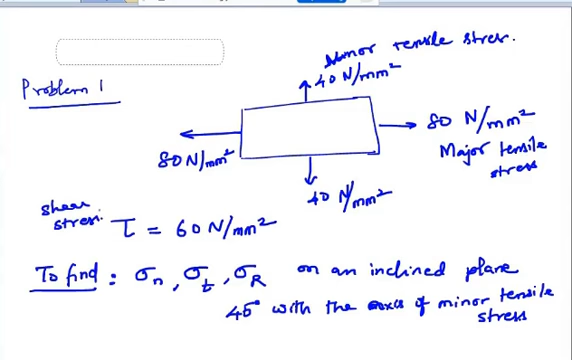 Minor tensile stress.
40 N/mm²
Problem 1
80 N/mm²
80 N/mm²
Major tensile
stress
40 N/mm²
shear
stress. τ = 60 N/mm²
To find : σn, σt, σR on an inclined plane
45° with the axis of minor tensile
stress